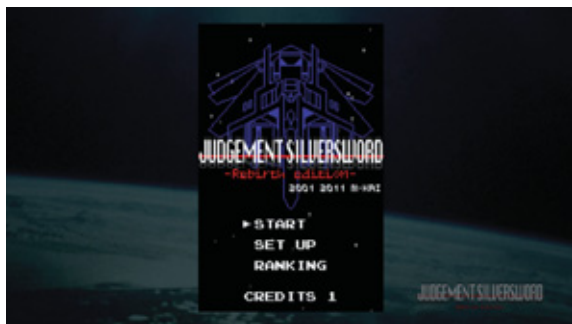 JUDGEMENT SILVERSWORD
-Rebirth edition-
2001 2011 M-KAI
START
SET UP
RANKING
CREDITS 1
JUDGEMENT SILVERSWORD